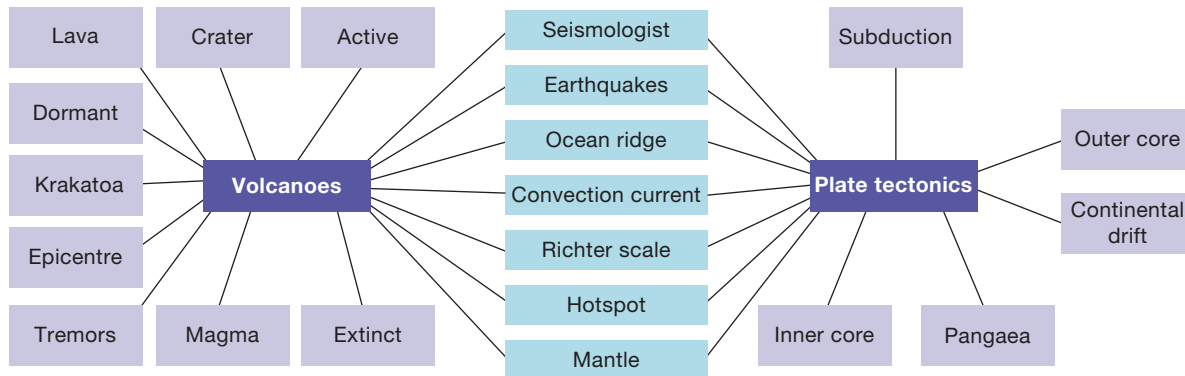 Lava
Crater
Active
Seismologist
Subduction
Dormant
Earthquakes
Outer core
Ocean ridge
Krakatoa
Volcanoes
Convection current
Plate tectonics
Continental
drift
Epicentre
Richter scale
Hotspot
Tremors
Magma
Extinct
Mantle
Inner core
Pangaea